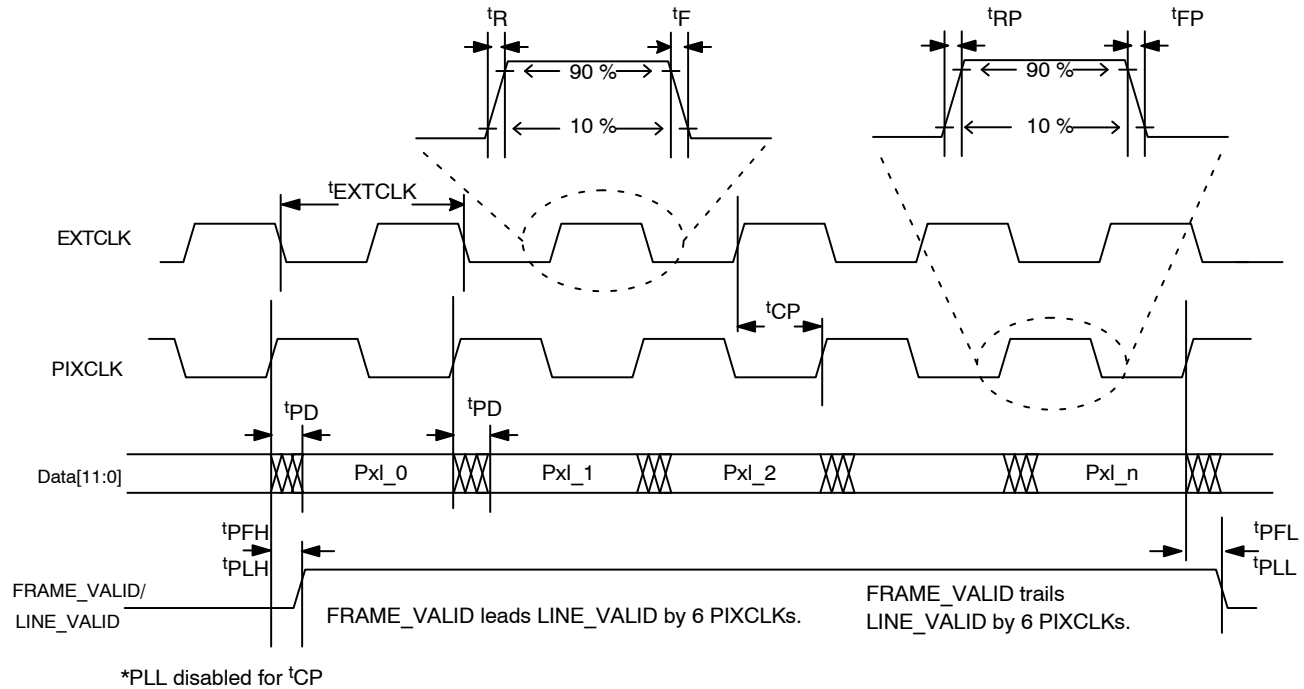 tR tF tRP tFP
90 % 90 %
10 % 10 %
tEXTCLK
EXTCLK
tCP
PIXCLK
tPD tPD
Data[11:0] Pxl_0 Pxl_1 Pxl_2 Pxl_n
tPFH tPFL
tPLH tPLL
FRAME_VALID/
LINE_VALID
FRAME_VALID leads LINE_VALID by 6 PIXCLKs.
FRAME_VALID trails
LINE_VALID by 6 PIXCLKs.
*PLL disabled for tCP